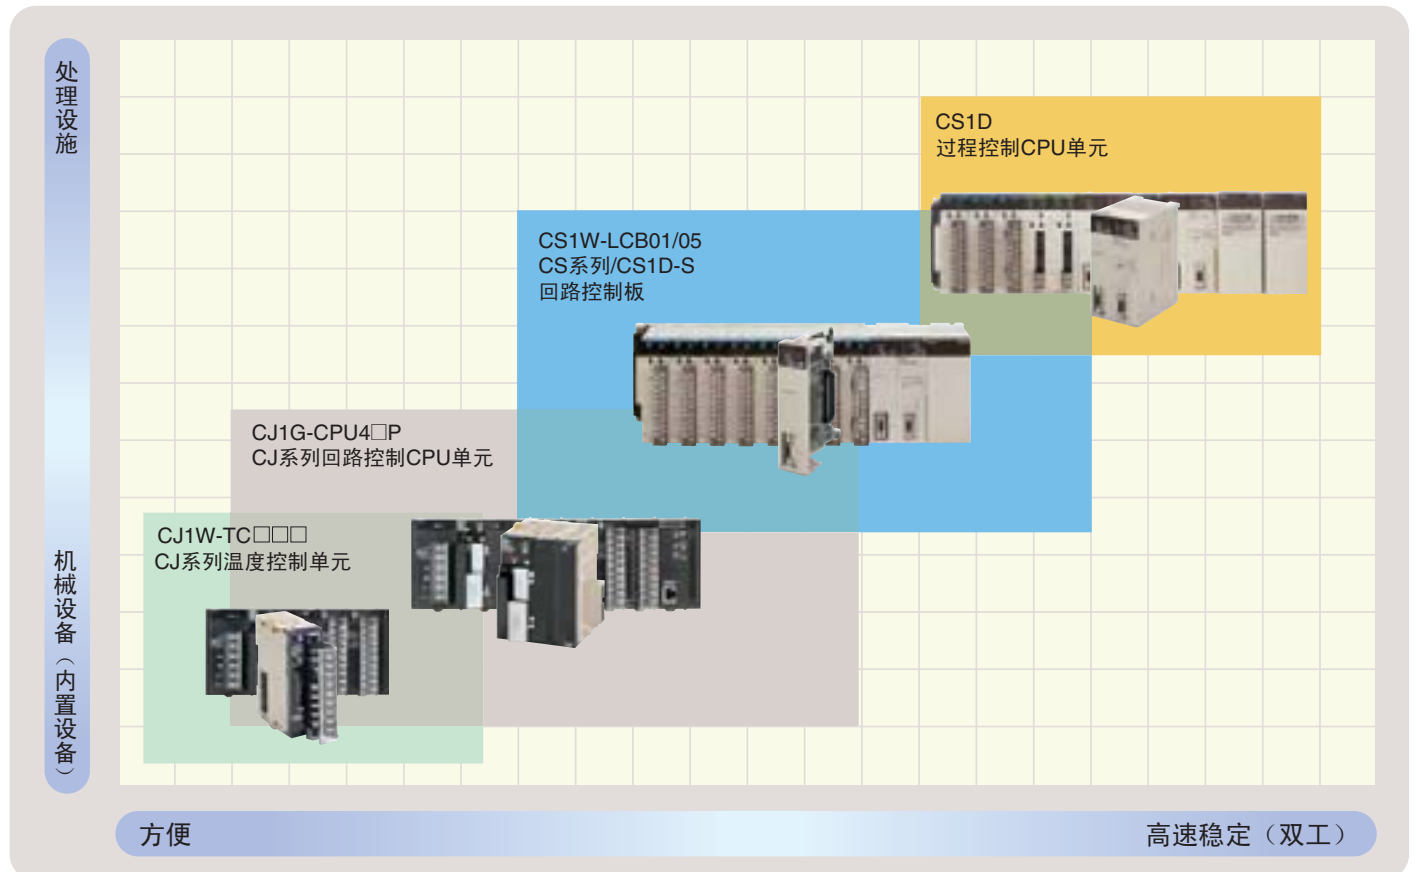 处理设施
CS1D
过程控制CPU单元
CS1W-LCB01/05
CS系列/CS1D-S
回路控制板
CJ1G-CPU4□P
CJ系列回路控制CPU单元
CJ1W-TC□□□
CJ系列温度控制单元
机械设备（内置设备）
方便
高速稳定（双工）